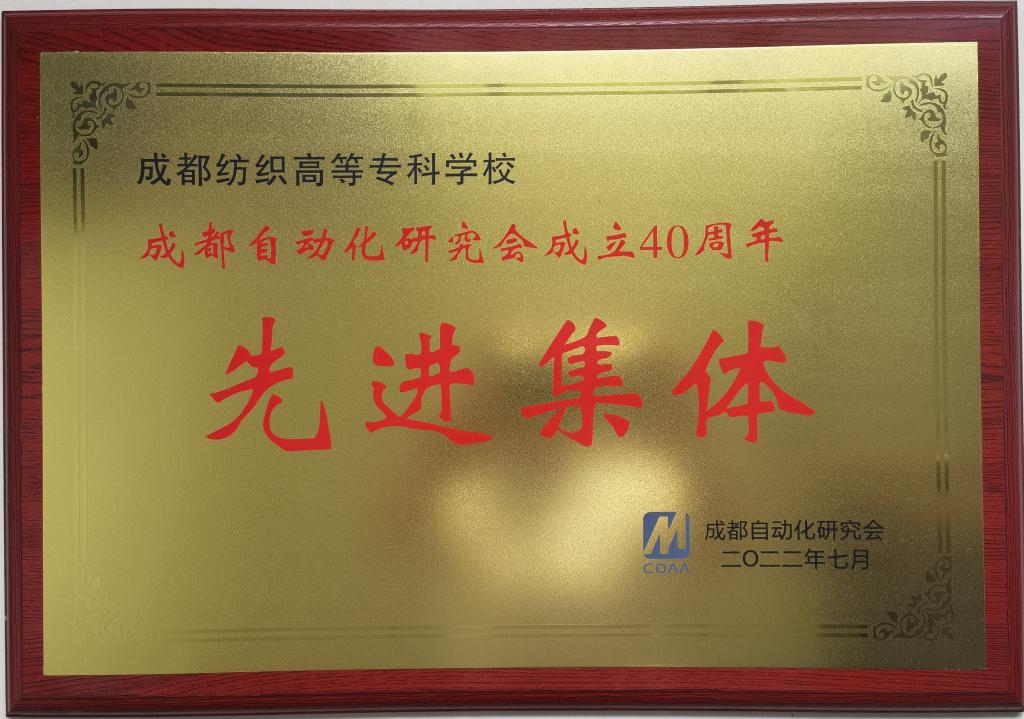 成都纺织高等专科学校
成都自动化研究会成立40周年
先进集体
CDAA
成都自动化研究会
二〇二二年七月